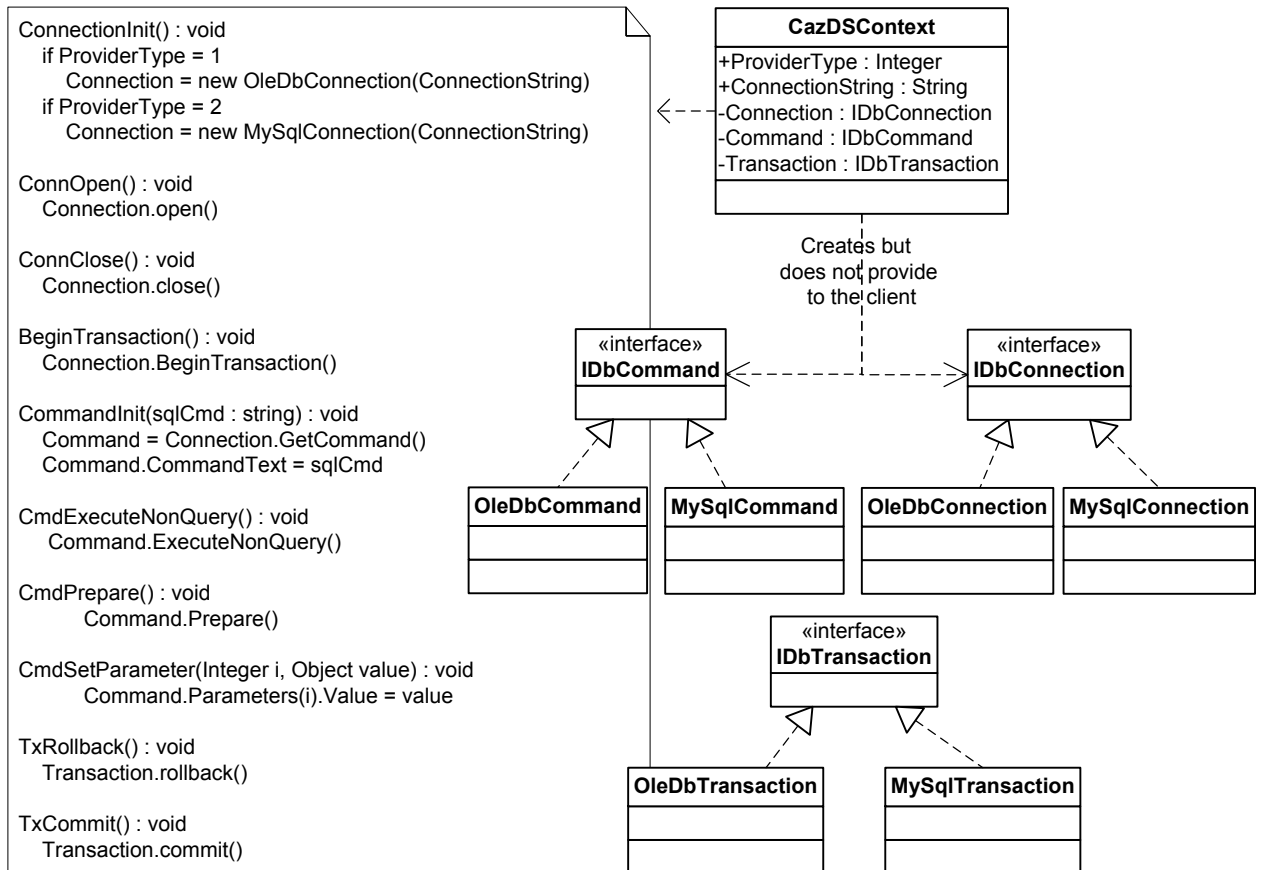 ConnectionInit() : void
if ProviderType = 1
Connection = new OleDbConnection(ConnectionString)
if ProviderType = 2
Connection = new MySqlConnection(ConnectionString)
ConnOpen() : void
Connection.open()
ConnClose() : void
Connection.close()
BeginTransaction() : void
Connection.BeginTransaction()
CommandInit(sqlCmd : string) : void
Command = Connection.GetCommand()
Command.CommandText = sqlCmd
CmdExecuteNonQuery() : void
Command.ExecuteNonQuery()
CmdPrepare() : void
Command.Prepare()
CmdSetParameter(Integer i, Object value) : void
Command.Parameters(i).Value = value
TxRollback() : void
Transaction.rollback()
TxCommit() : void
Transaction.commit()
CazDSContext
+ProviderType : Integer
+ConnectionString : String
-Connection : IDbConnection
-Command : IDbCommand
-Transaction : IDbTransaction
Creates but
does not provide
to the client
«interface»
IDbCommand
«interface»
IDbConnection
OleDbCommand
MySqlCommand
OleDbConnection
MySqlConnection
«interface»
IDbTransaction
OleDbTransaction
MySqlTransaction